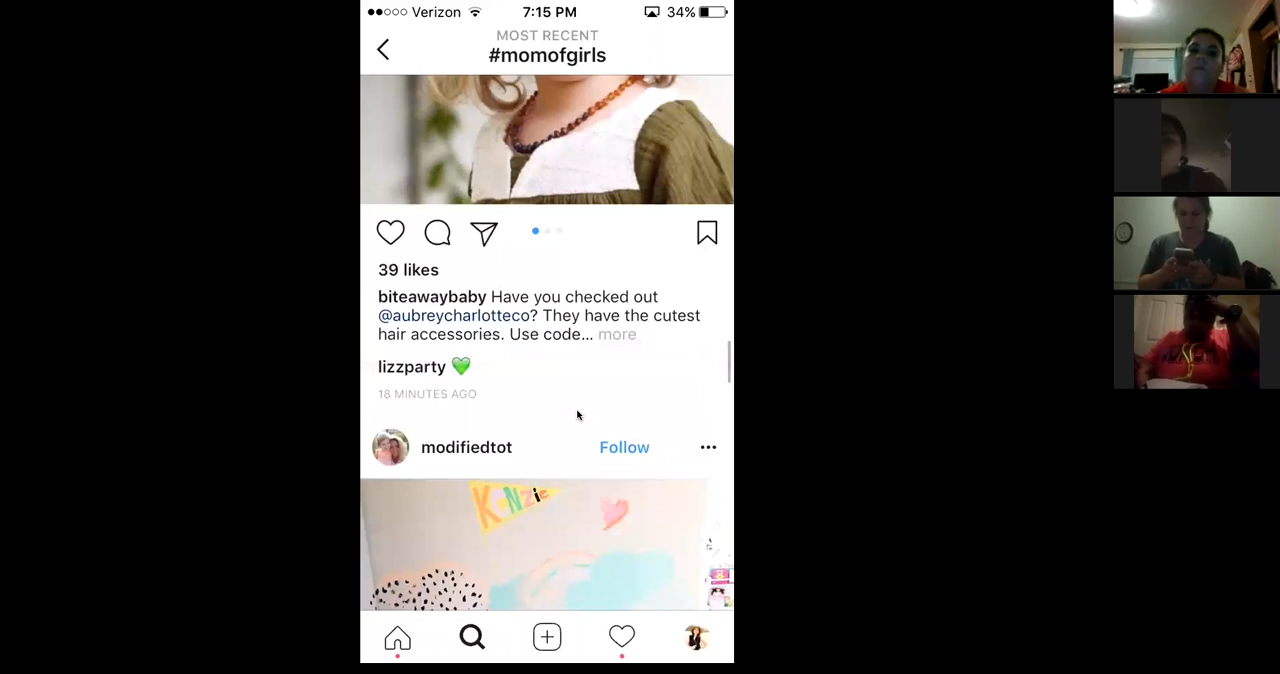 Verizon 7:15 PM 34%
MOST RECENT
#momofgirls
39 likes
biteawaybaby Have you checked out
@aubreycharlotteco? They have the cutest
hair accessories. Use code... more
lizzparty 💚
18 MINUTES AGO
modifiedtot Follow
KENZie